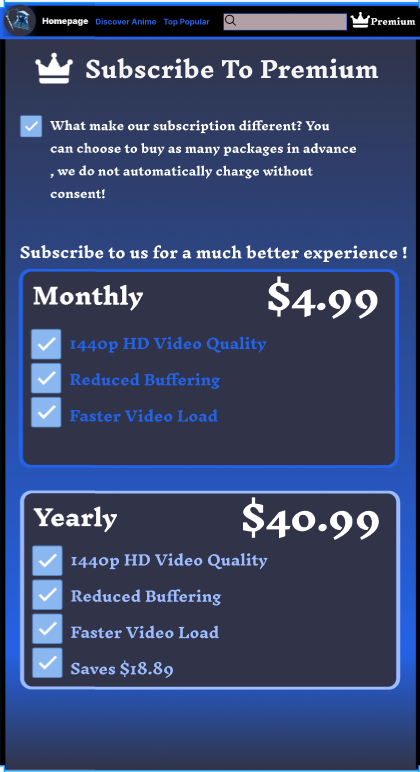 Homepage Discover Anime Top Popular Premium
Subscribe To Premium
What make our subscription different? You
can choose to buy as many packages in advance
, we do not automatically charge without
consent!
Subscribe to us for a much better experience !
Monthly $4.99
1440p HD Video Quality
Reduced Buffering
Faster Video Load
Yearly $40.99
1440p HD Video Quality
Reduced Buffering
Faster Video Load
Saves $18.89